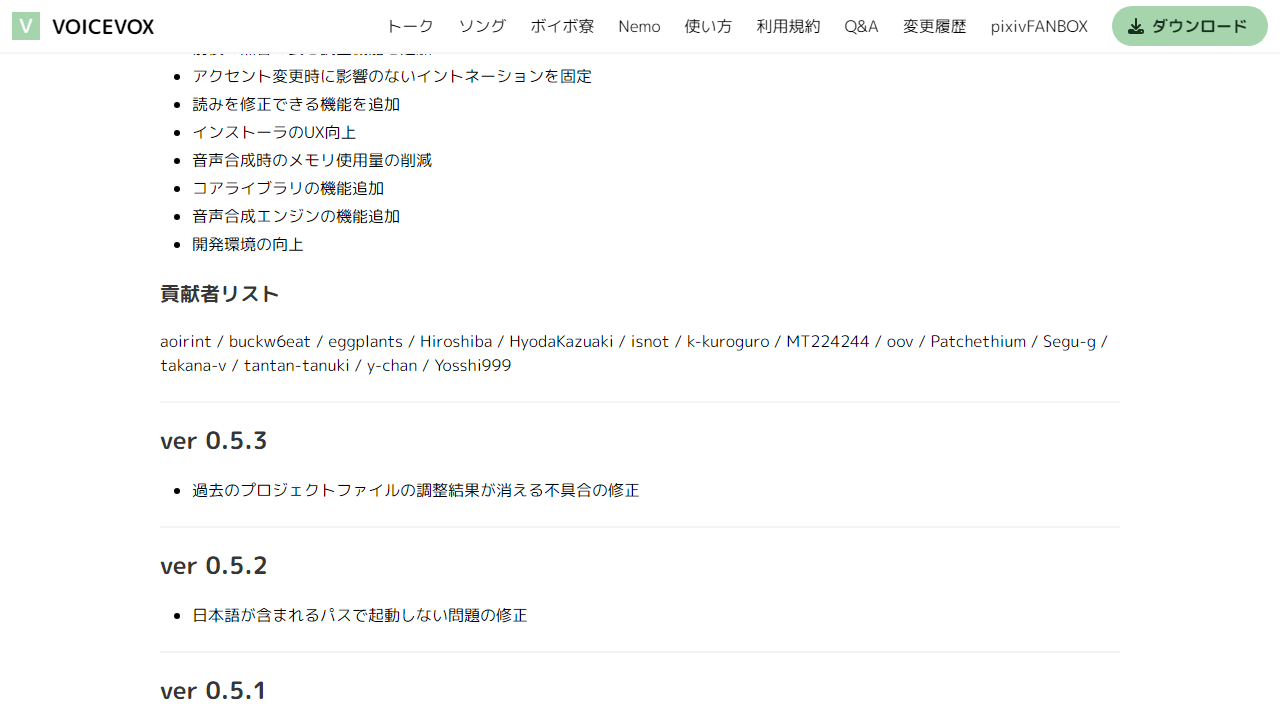 VOICEVOX
トーク ソング ボイボ寮 Nemo 使い方 利用規約 Q&A 変更履歴 pixivFANBOX ダウンロード
アクセント変更時に影響のないイントネーションを固定
読みを修正できる機能を追加
インストーラのUX向上
音声合成時のメモリ使用量の削減
コアライブラリの機能追加
音声合成エンジンの機能追加
開発環境の向上
貢献者リスト
aoirint / buckw6eat / eggplants / Hiroshiba / HyodaKazuaki / isnot / k-kuroguro / MT224244 / oov / Patchethium / Segu-g /
takana-v / tantan-tanuki / y-chan / Yosshi999
ver 0.5.3
過去のプロジェクトファイルの調整結果が消える不具合の修正
ver 0.5.2
日本語が含まれるパスで起動しない問題の修正
ver 0.5.1